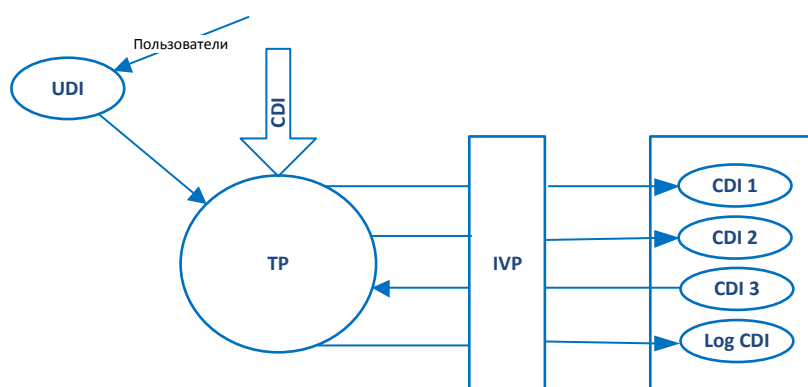 Пользователи
UDI
CDI
TP
IVP
CDI 1
CDI 2
CDI 3
Log CDI